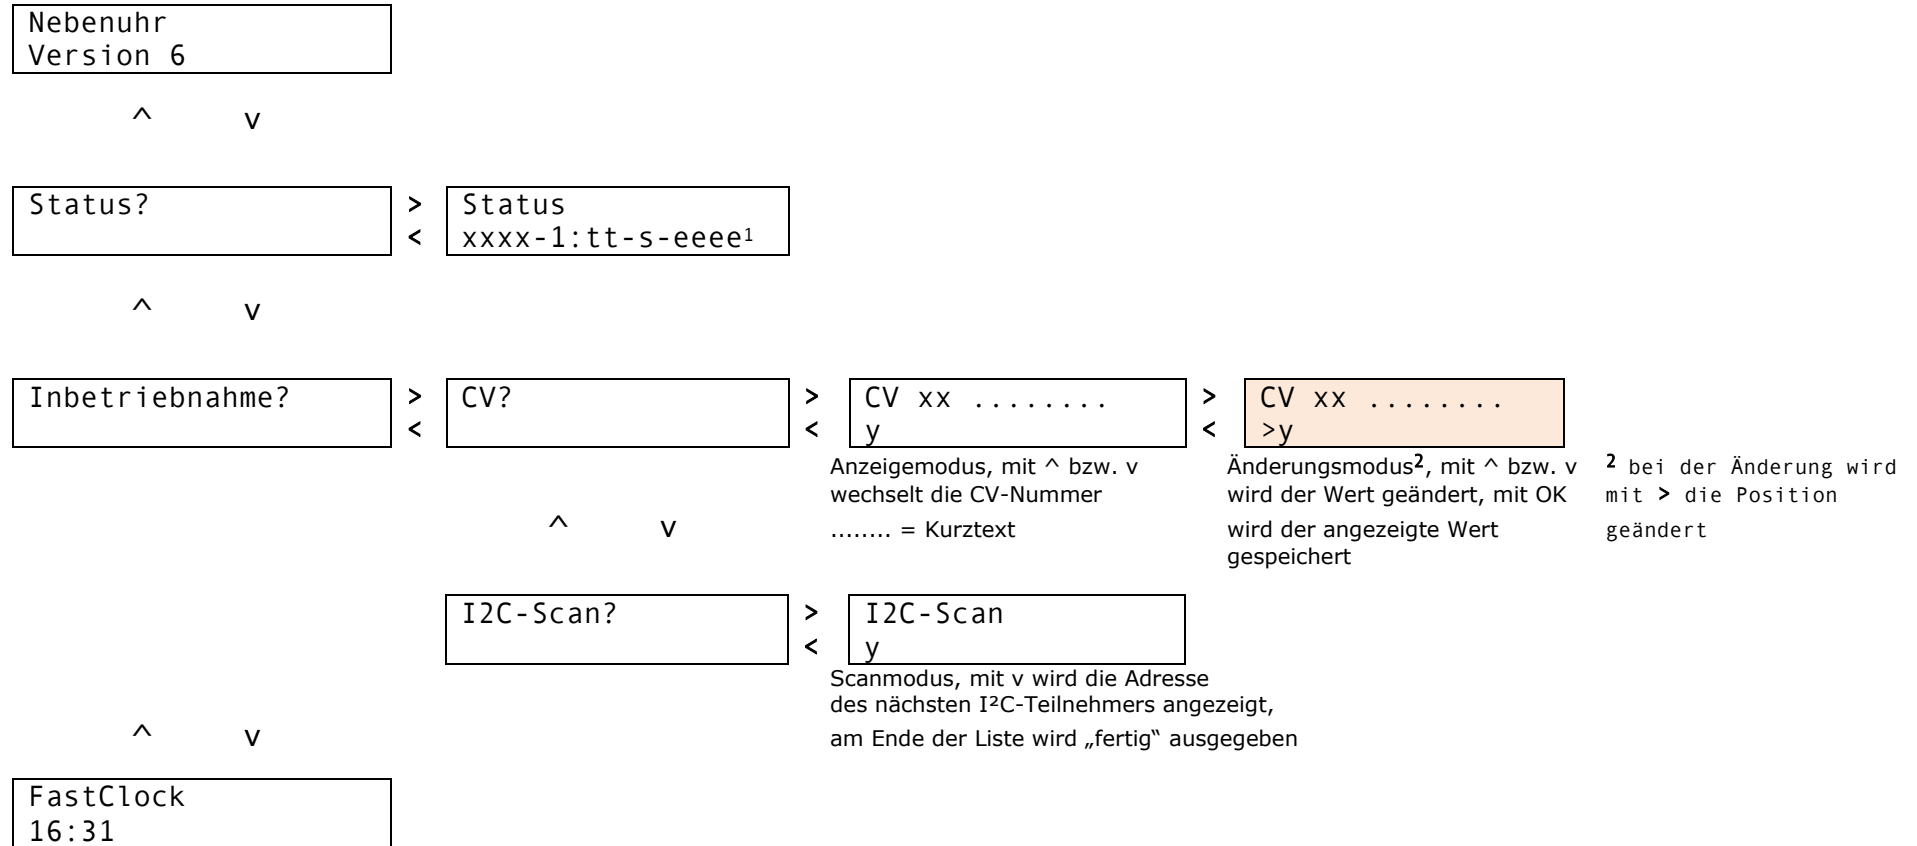 Nebenuhr
Version 6
^ v
Status? > Status
< xxxx-1:tt-s-eeee¹
^ v
Inbetriebnahme? > CV? > CV xx ........ > CV xx ........
< < y < >y
Anzeigemodus, mit ^ bzw. v
wechselt die CV-Nummer
........ = Kurztext
Änderungsmodus², mit ^ bzw. v
wird der Wert geändert, mit OK
wird der angezeigte Wert
gespeichert
² bei der Änderung wird
mit > die Position
geändert
^ v
I2C-Scan? > I2C-Scan
< y
Scanmodus, mit v wird die Adresse
des nächsten I²C-Teilnehmers angezeigt,
am Ende der Liste wird „fertig“ ausgegeben
^ v
FastClock
16:31